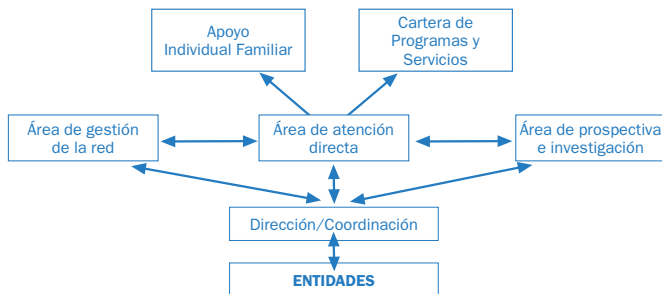 Apoyo
Individual Familiar
Cartera de
Programas y
Servicios
Área de gestión
de la red
Área de atención
directa
Área de prospectiva
e investigación
Dirección/Coordinación
ENTIDADES